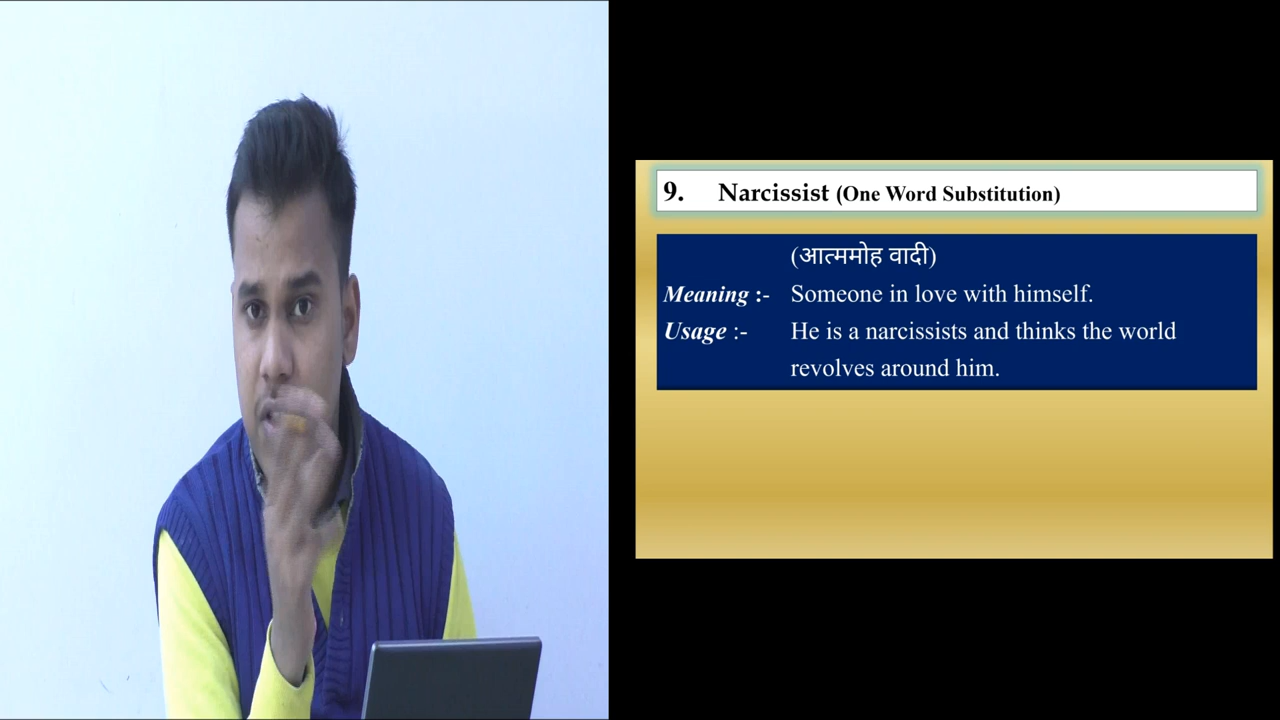 9. Narcissist (One Word Substitution)
(आत्ममोह वादी)
Meaning :- Someone in love with himself.
Usage :- He is a narcissists and thinks the world
revolves around him.